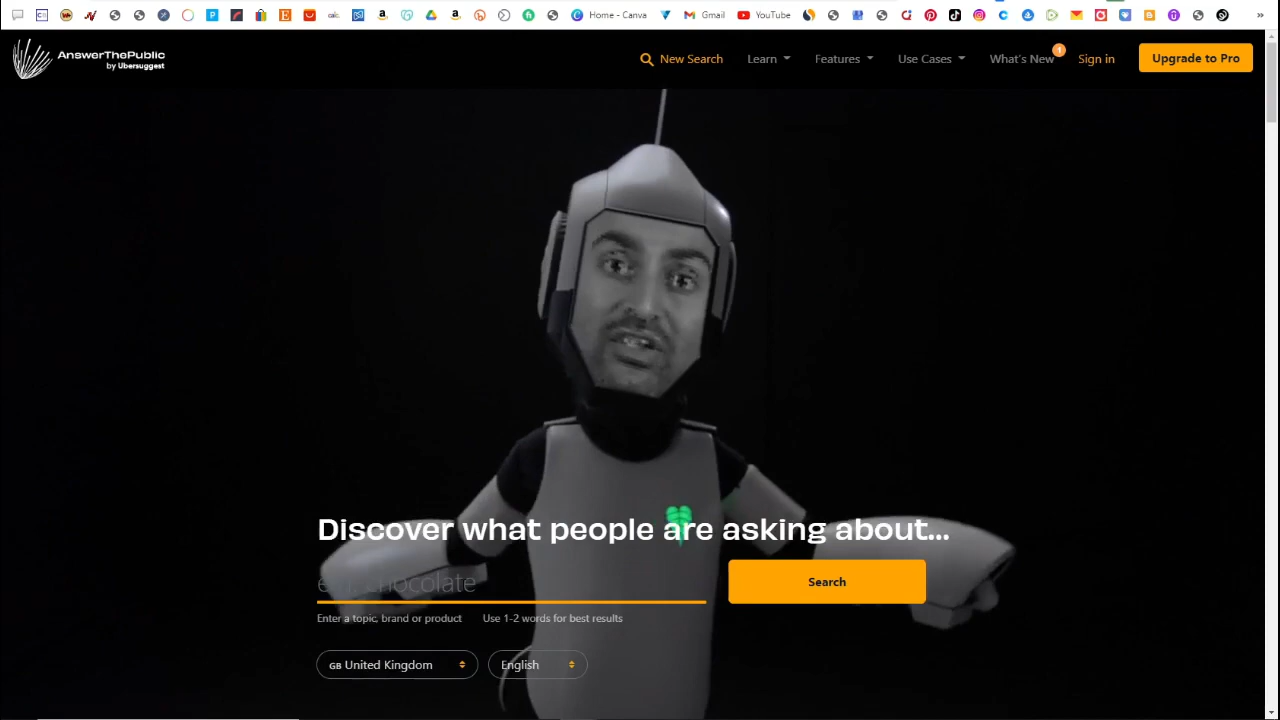 calc.
Home - Canva
Gmail
YouTube
»
AnswerThePublic
by Ubersuggest
New Search
Learn
Features
Use Cases
What's New
1
Sign in
Upgrade to Pro
Discover what people are asking about...
chocolate
Search
Enter a topic, brand or product
Use 1-2 words for best results
GB United Kingdom
English